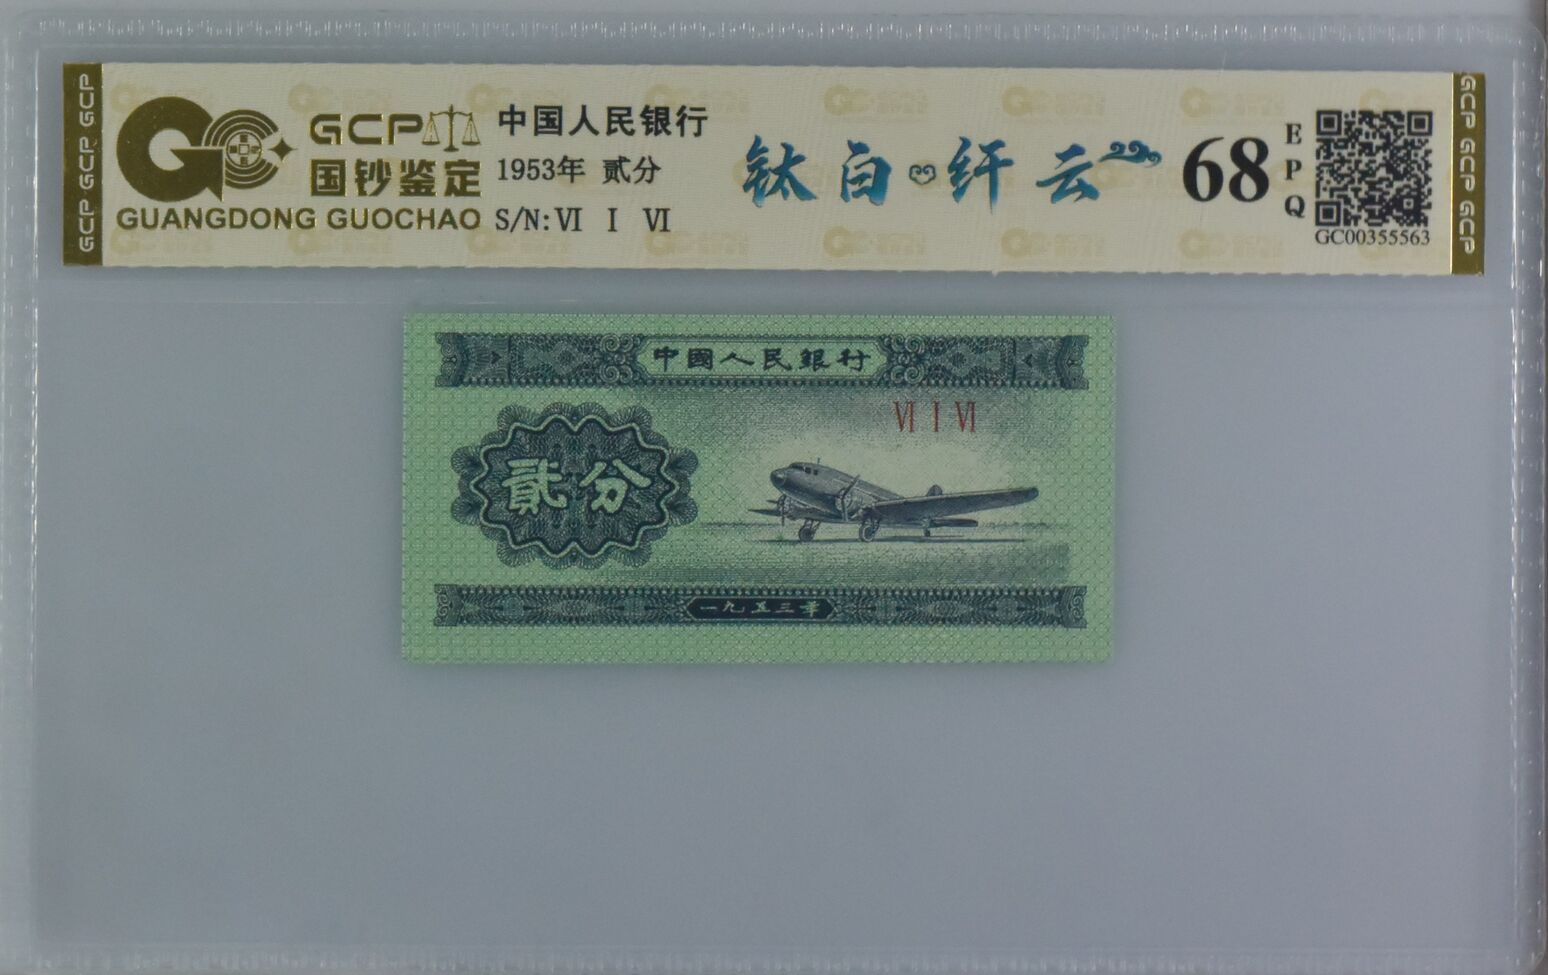 GCP GCP GCP
GCP
国钞鉴定
GUANGDONG GUOCHAO
中国人民银行
1953年 贰分
S/N:Ⅵ Ⅰ Ⅵ
钛白纤云
68
EPQ
GC00355563
GCP GCP GCP
中國人民銀行
Ⅵ Ⅰ Ⅵ
貳分
一九五三年